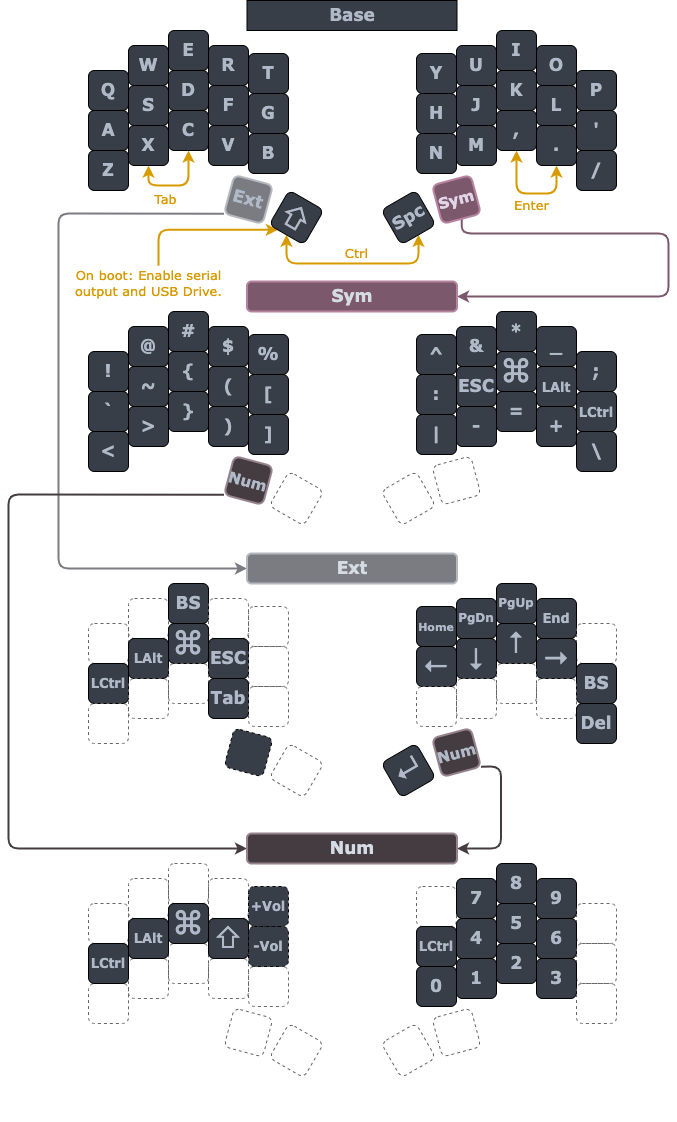 Base
Q W E R T Y U I O P
A S D F G H J K L '
Z X C V B N M , . /
Tab
Enter
Ext ⇧ Spc Sym
Ctrl
On boot: Enable serial
output and USB Drive.
Sym
! @ # $ % ^ & * _ ;
` ~ { ( [ : ESC ⌘ LAlt LCtrl
< > } ) ] | - = + \
Num
Ext
BS Home PgDn PgUp End
LCtrl LAlt ⌘ ESC ← ↓ ↑ → BS
Tab Del
↵ Num
Num
+Vol 7 8 9
LCtrl LAlt ⌘ ⇧ -Vol LCtrl 4 5 6
0 1 2 3